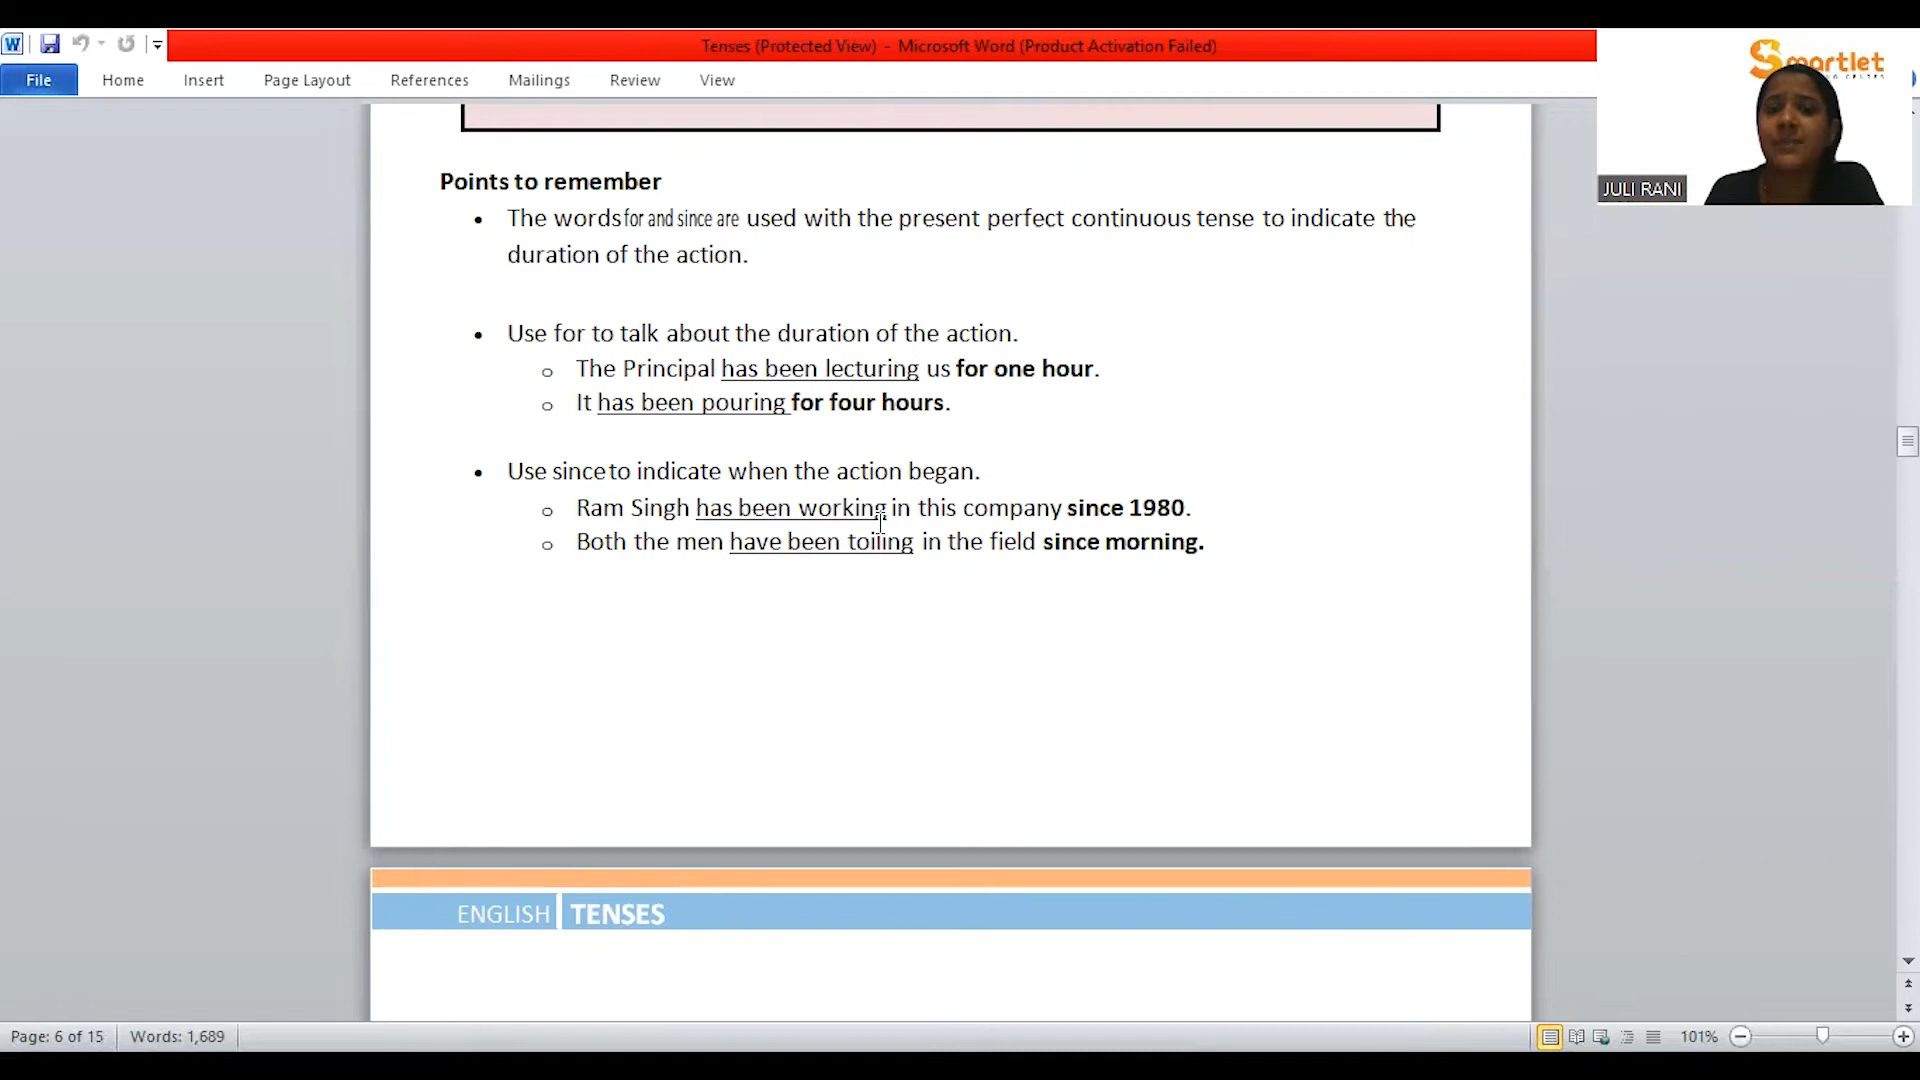 Tenses (Protected View) - Microsoft Word (Product Activation Failed)
File Home Insert Page Layout References Mailings Review View
Smartlet
JULI RANI
Points to remember
• The words for and since are used with the present perfect continuous tense to indicate the
duration of the action.
• Use for to talk about the duration of the action.
o The Principal has been lecturing us for one hour.
o It has been pouring for four hours.
• Use since to indicate when the action began.
o Ram Singh has been working in this company since 1980.
o Both the men have been toiling in the field since morning.
ENGLISH TENSES
Page: 6 of 15 Words: 1,689 101%